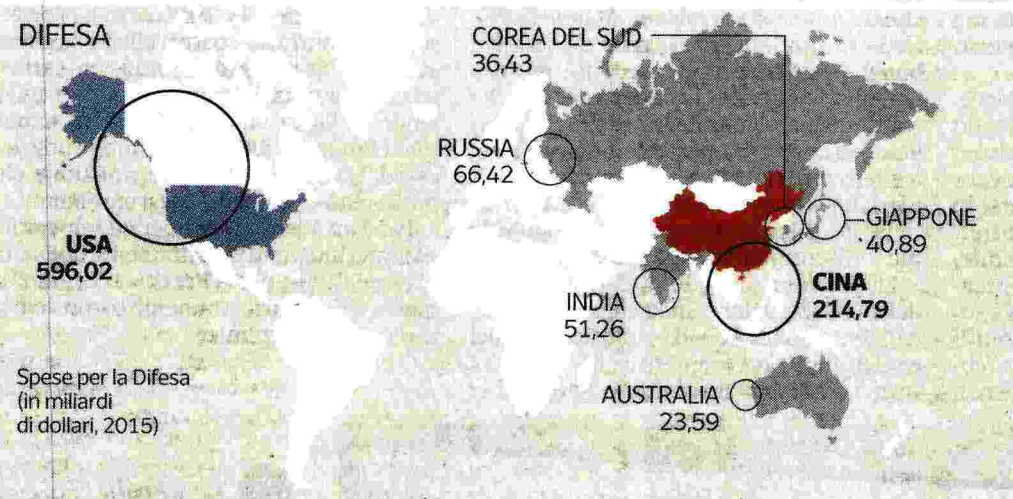 DIFESA
COREA DEL SUD
36,43
RUSSIA
66,42
GIAPPONE
40,89
USA
596,02
CINA
214,79
INDIA
51,26
Spese per la Difesa
(in miliardi
di dollari, 2015)
AUSTRALIA
23,59